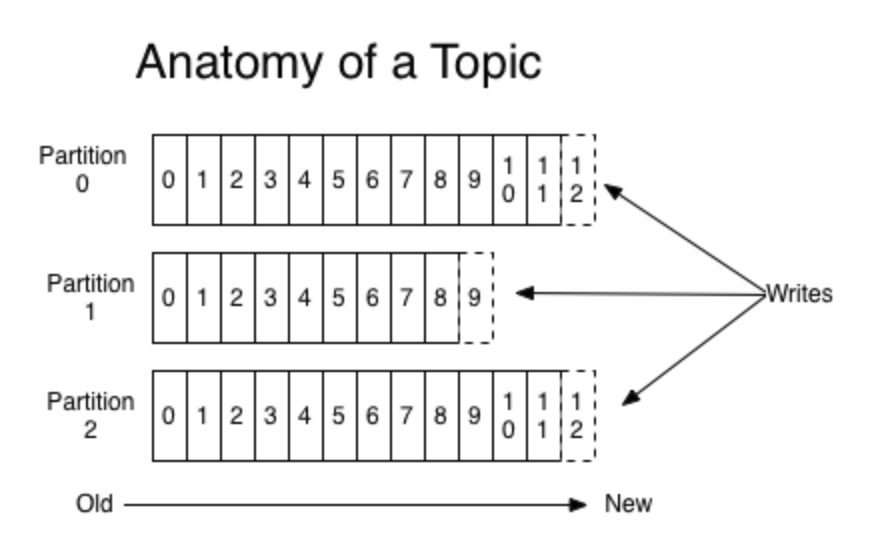 Anatomy of a Topic
Partition
0
0 1 2 3 4 5 6 7 8 9 10 11 12
Partition
1
0 1 2 3 4 5 6 7 8 9
Writes
Partition
2
0 1 2 3 4 5 6 7 8 9 10 11 12
Old New